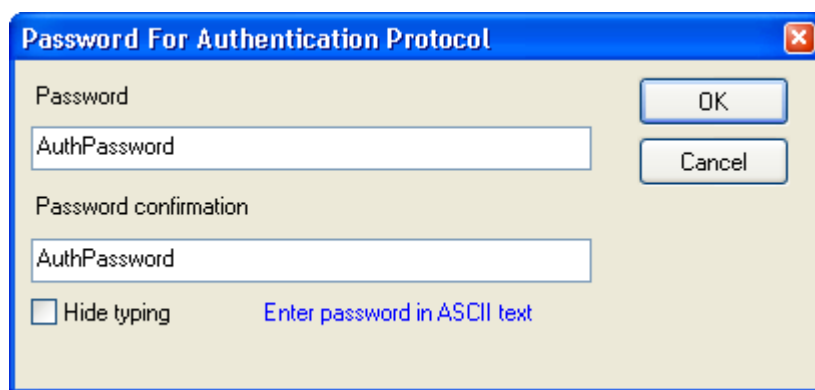 Password For Authentication Protocol
Password
OK
AuthPassword
Cancel
Password confirmation
AuthPassword
Hide typing
Enter password in ASCII text